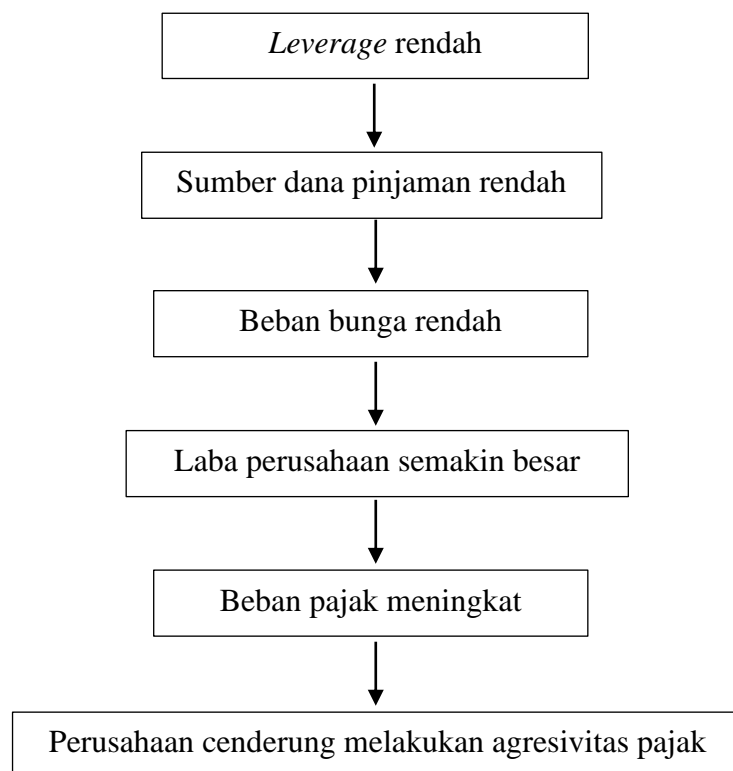 Leverage rendah
Sumber dana pinjaman rendah
Beban bunga rendah
Laba perusahaan semakin besar
Beban pajak meningkat
Perusahaan cenderung melakukan agresivitas pajak